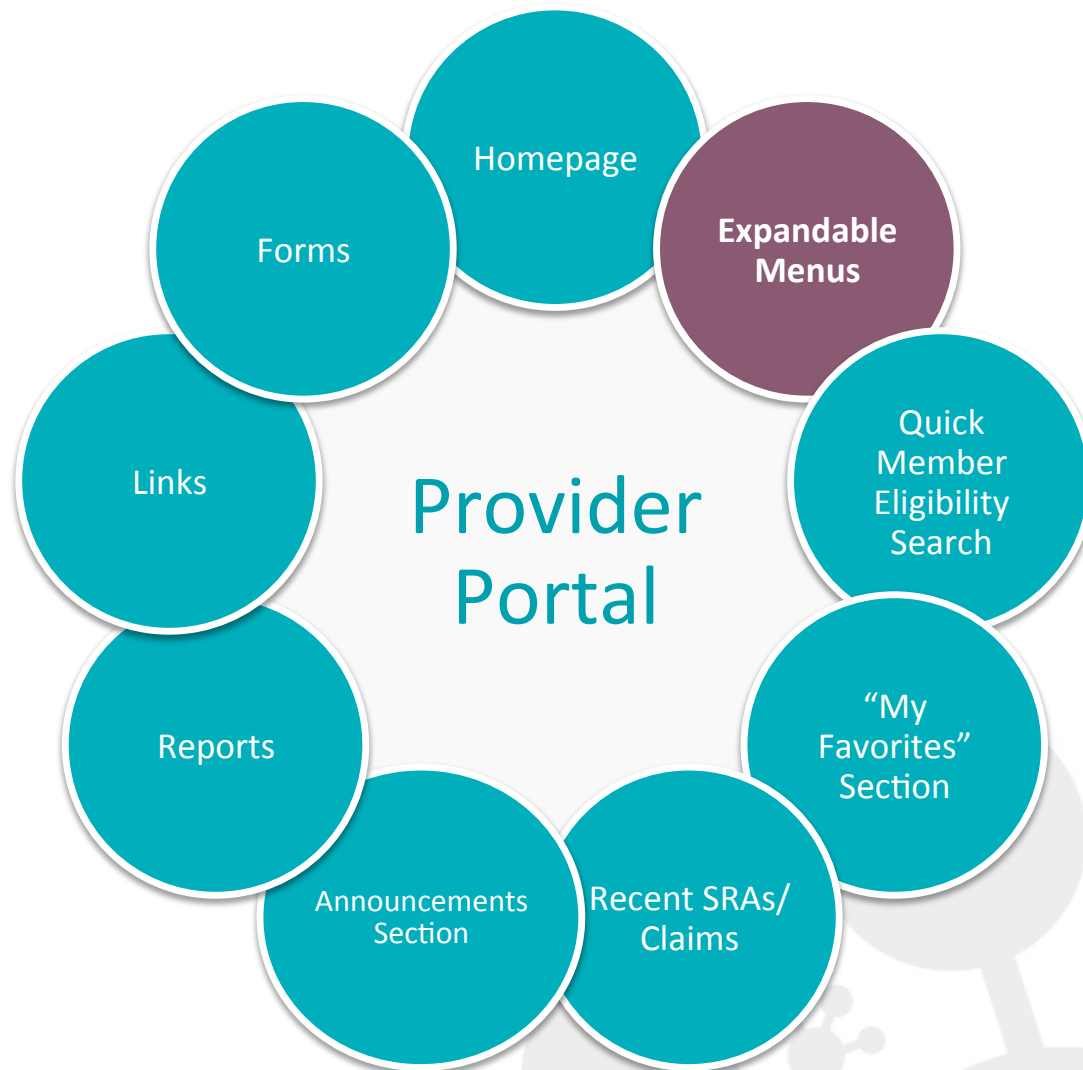 Homepage
Expandable
Menus
Quick
Member
Eligibility
Search
“My
Favorites”
Section
Recent SRAs/
Claims
Announcements
Section
Reports
Links
Forms
Provider
Portal